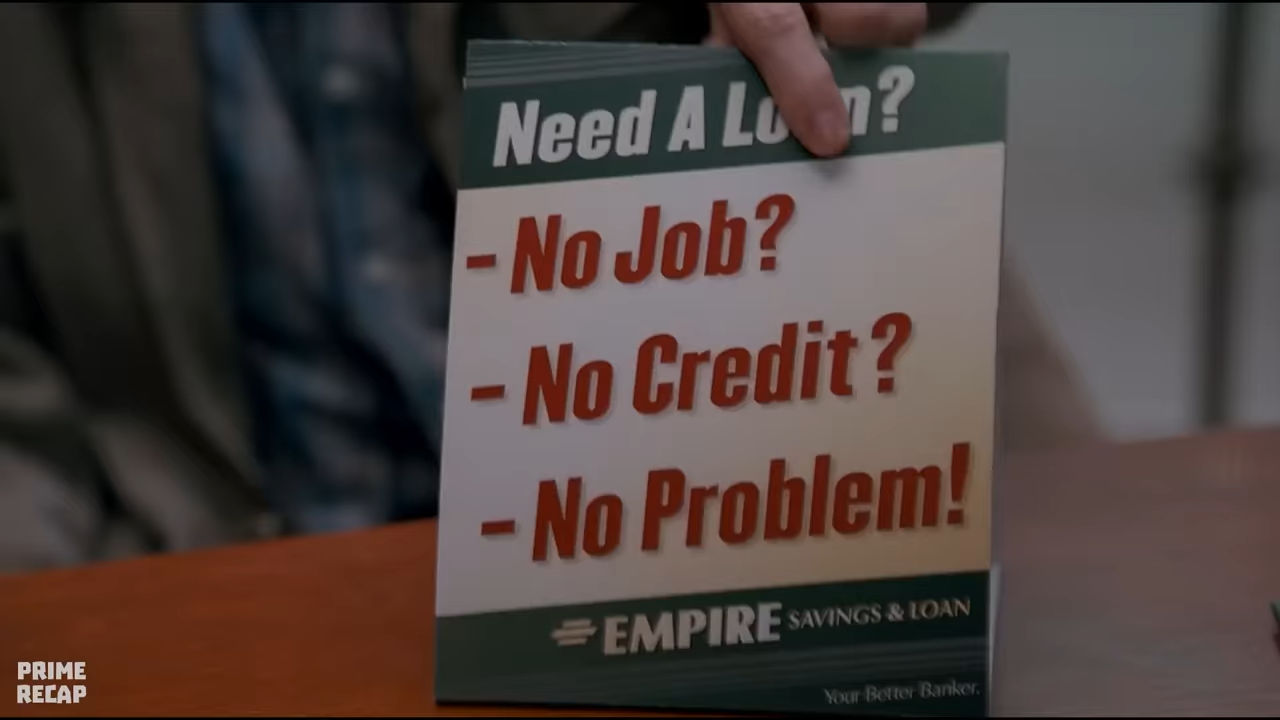 Need A Loan?
- No Job?
- No Credit?
- No Problem!
EMPIRE SAVINGS & LOAN
Your Better Banker.
PRIME
RECAP